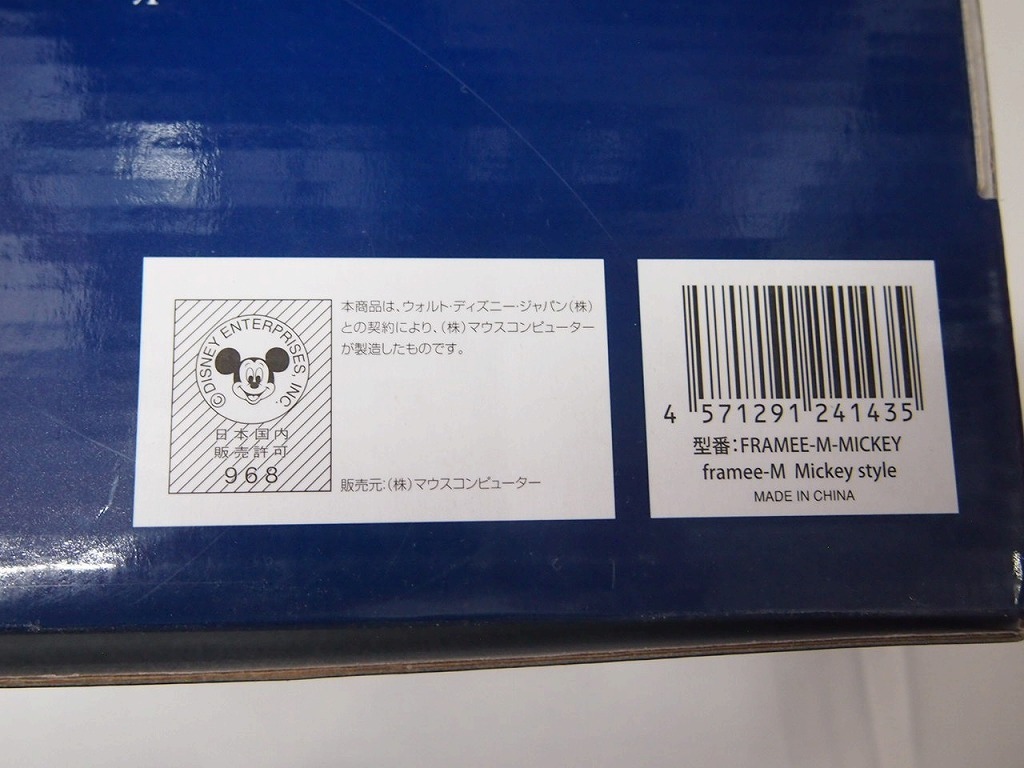 ©DISNEY ENTERPRISES, INC.
日本国内
販売許可
968
本商品は、ウォルト・ディズニー・ジャパン(株)
との契約により、(株)マウスコンピューター
が製造したものです。
販売元:(株)マウスコンピューター
4 571291 241435
型番:FRAMEE-M-MICKEY
framee-M Mickey style
MADE IN CHINA